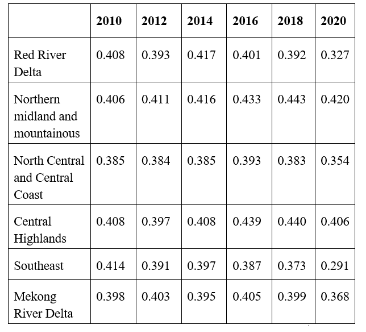 2010 2012 2014 2016 2018 2020
Red River 0.408 0.393 0.417 0.401 0.392 0.327
Delta
Northern 0.406 0.411 0.416 0.433 0.443 0.420
midland and
mountainous
North Central 0.385 0.384 0.385 0.393 0.383 0.354
and Central
Coast
Central 0.408 0.397 0.408 0.439 0.440 0.406
Highlands
Southeast 0.414 0.391 0.397 0.387 0.373 0.291
Mekong 0.398 0.403 0.395 0.405 0.399 0.368
River Delta